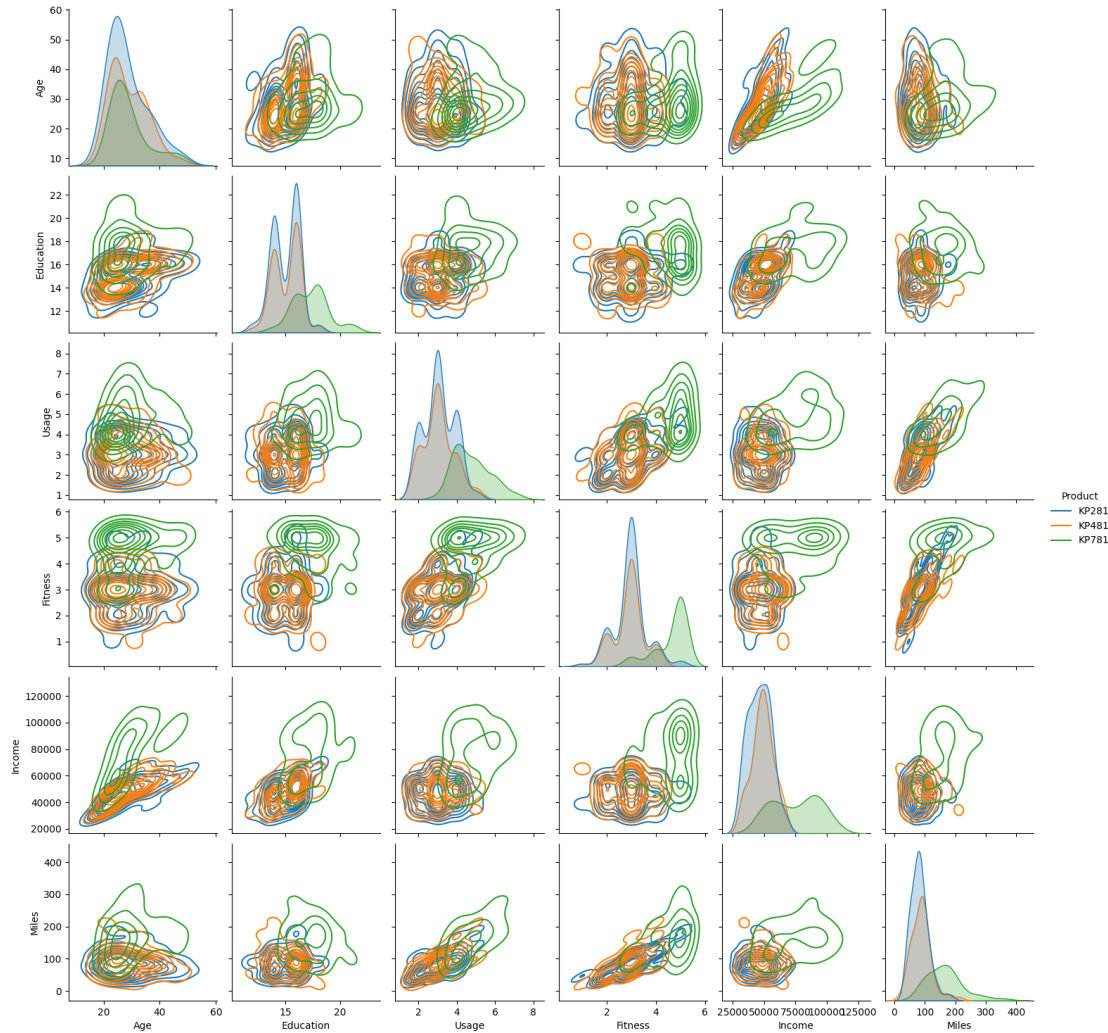 60
50
40
30
20
10
Age
22
20
18
16
14
12
Education
8
7
6
5
4
3
2
1
Usage
6
5
4
3
2
1
Fitness
Product
KP281
KP481
KP781
120000
100000
80000
60000
40000
20000
Income
400
300
200
100
0
Miles
20 40 60
15 20
2 4 6 8
2 4 6
25000 50000 75000 100000 125000
0 100 200 300 400
Age Education Usage Fitness Income Miles